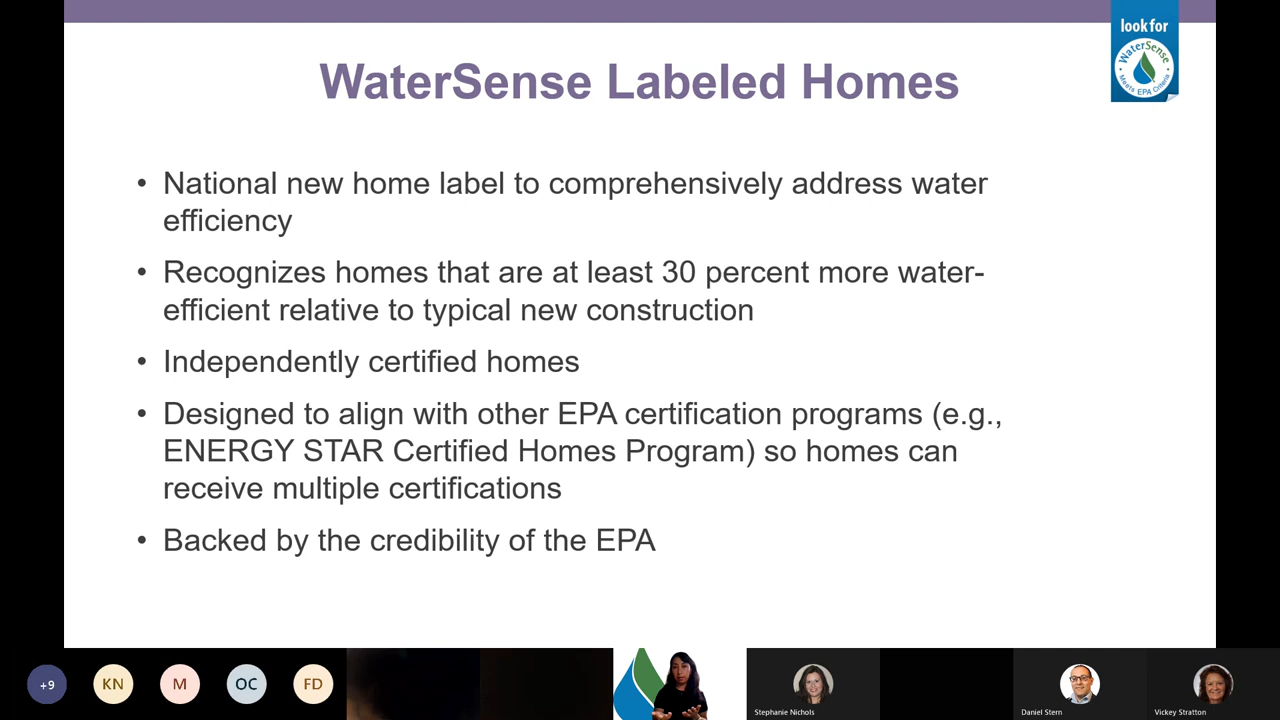 look for
WaterSense
Meets EPA Criteria
WaterSense Labeled Homes
• National new home label to comprehensively address water
efficiency
• Recognizes homes that are at least 30 percent more water-
efficient relative to typical new construction
• Independently certified homes
• Designed to align with other EPA certification programs (e.g.,
ENERGY STAR Certified Homes Program) so homes can
receive multiple certifications
• Backed by the credibility of the EPA
+9
KN
M
OC
FD
Stephanie Nichols
Daniel Stern
Vickey Stratton